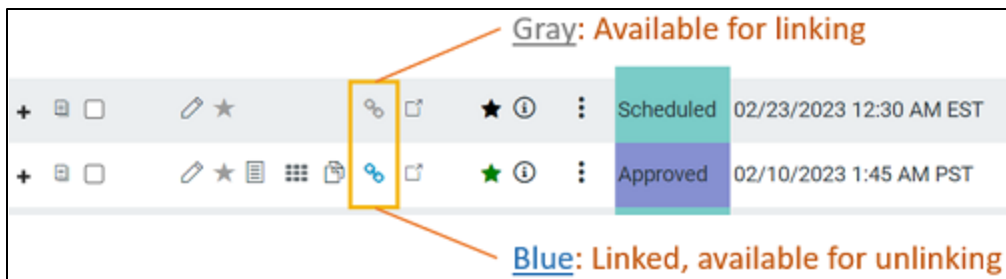 Gray: Available for linking
Scheduled 02/23/2023 12:30 AM EST
Approved 02/10/2023 1:45 AM PST
Blue: Linked, available for unlinking